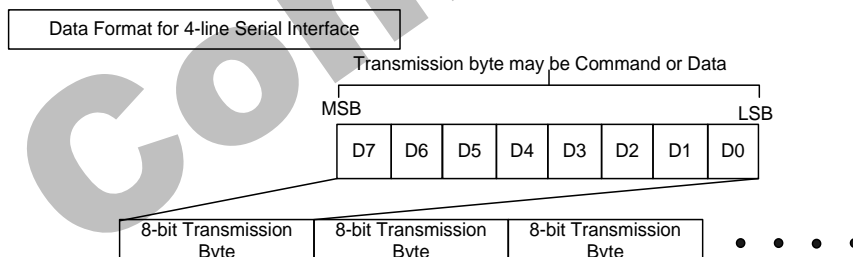 Data Format for 4-line Serial Interface
Transmission byte may be Command or Data
MSB
LSB
D7 D6 D5 D4 D3 D2 D1 D0
8-bit Transmission Byte
8-bit Transmission Byte
8-bit Transmission Byte
Con